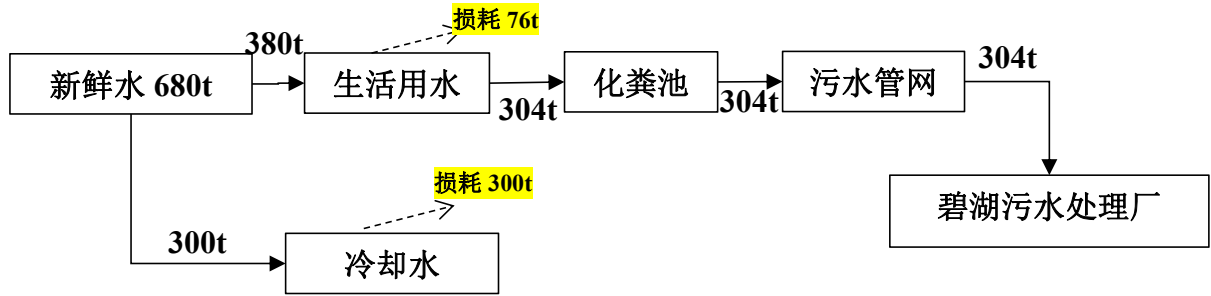 损耗 76t
380t
新鲜水 680t
生活用水
化粪池
污水管网
304t
304t
304t
损耗 300t
碧湖污水处理厂
300t
冷却水